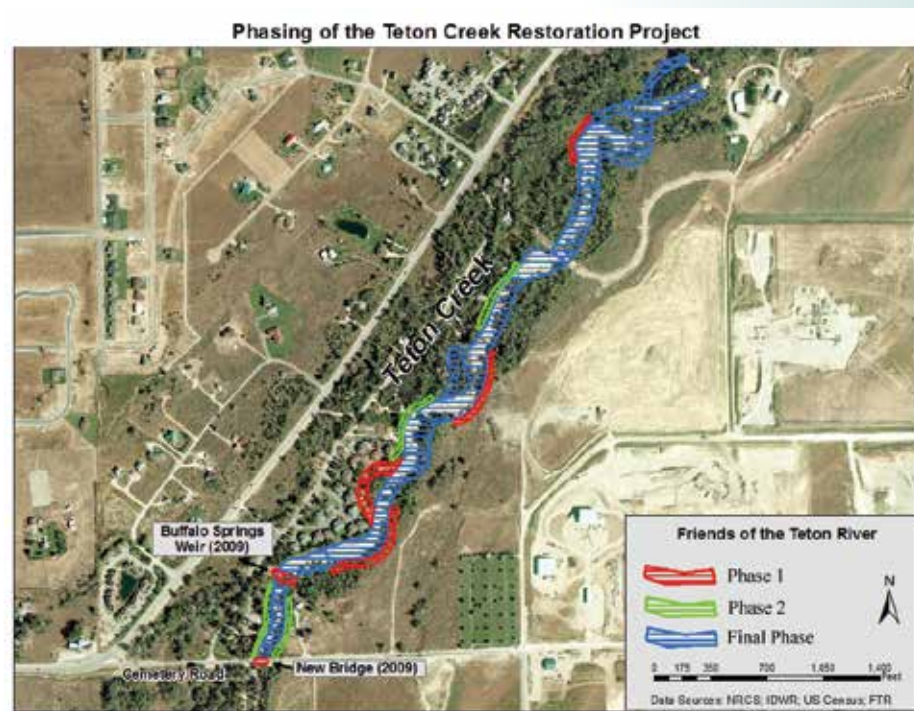 Phasing of the Teton Creek Restoration Project
Teton Creek
Buffalo Springs
Weir (2009)
New Bridge (2009)
Cemetery Road
Friends of the Teton River
Phase 1
Phase 2
Final Phase
N
0 175 350 700 1,050 1,400
Feet
Data Sources: NRCS; IDWR; US Census; FTR